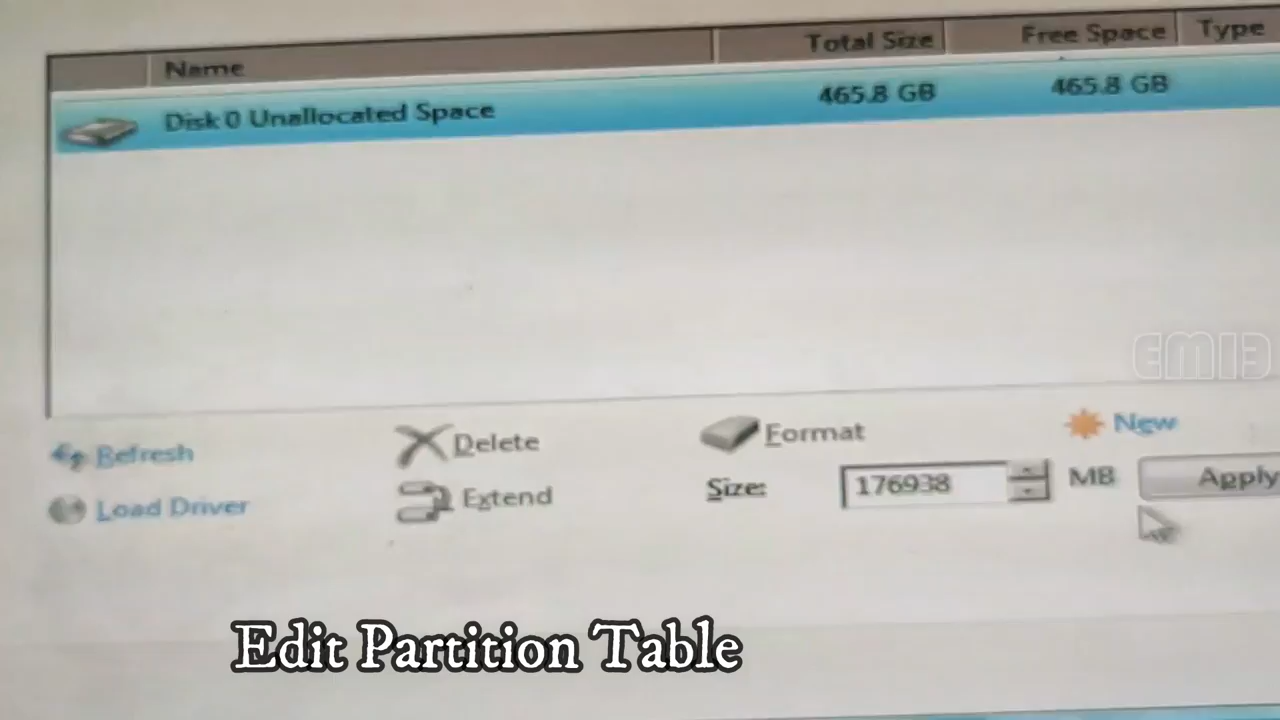 Name Total Size Free Space Type
Disk 0 Unallocated Space 465.8 GB 465.8 GB
EMI3
Refresh Delete Format New
Load Driver Extend Size: 176938 MB Apply
Edit Partition Table